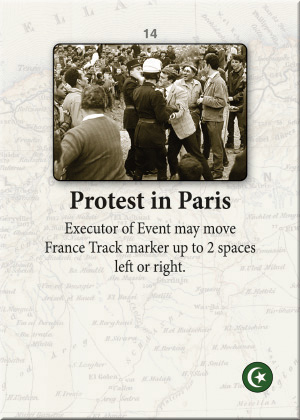 14
Protest in Paris
Executor of Event may move
France Track marker up to 2 spaces
left or right.